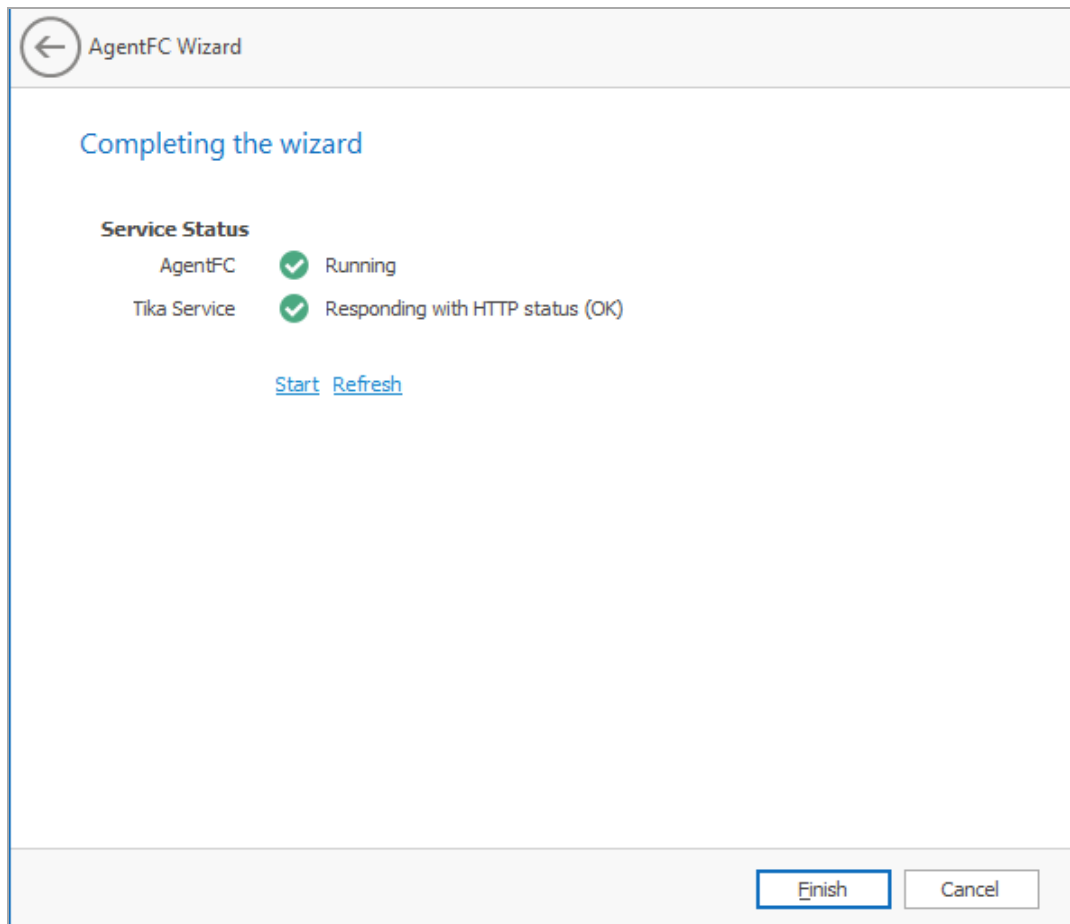 AgentFC Wizard
Completing the wizard
Service Status
AgentFC Running
Tika Service Responding with HTTP status (OK)
Start Refresh
Finish Cancel